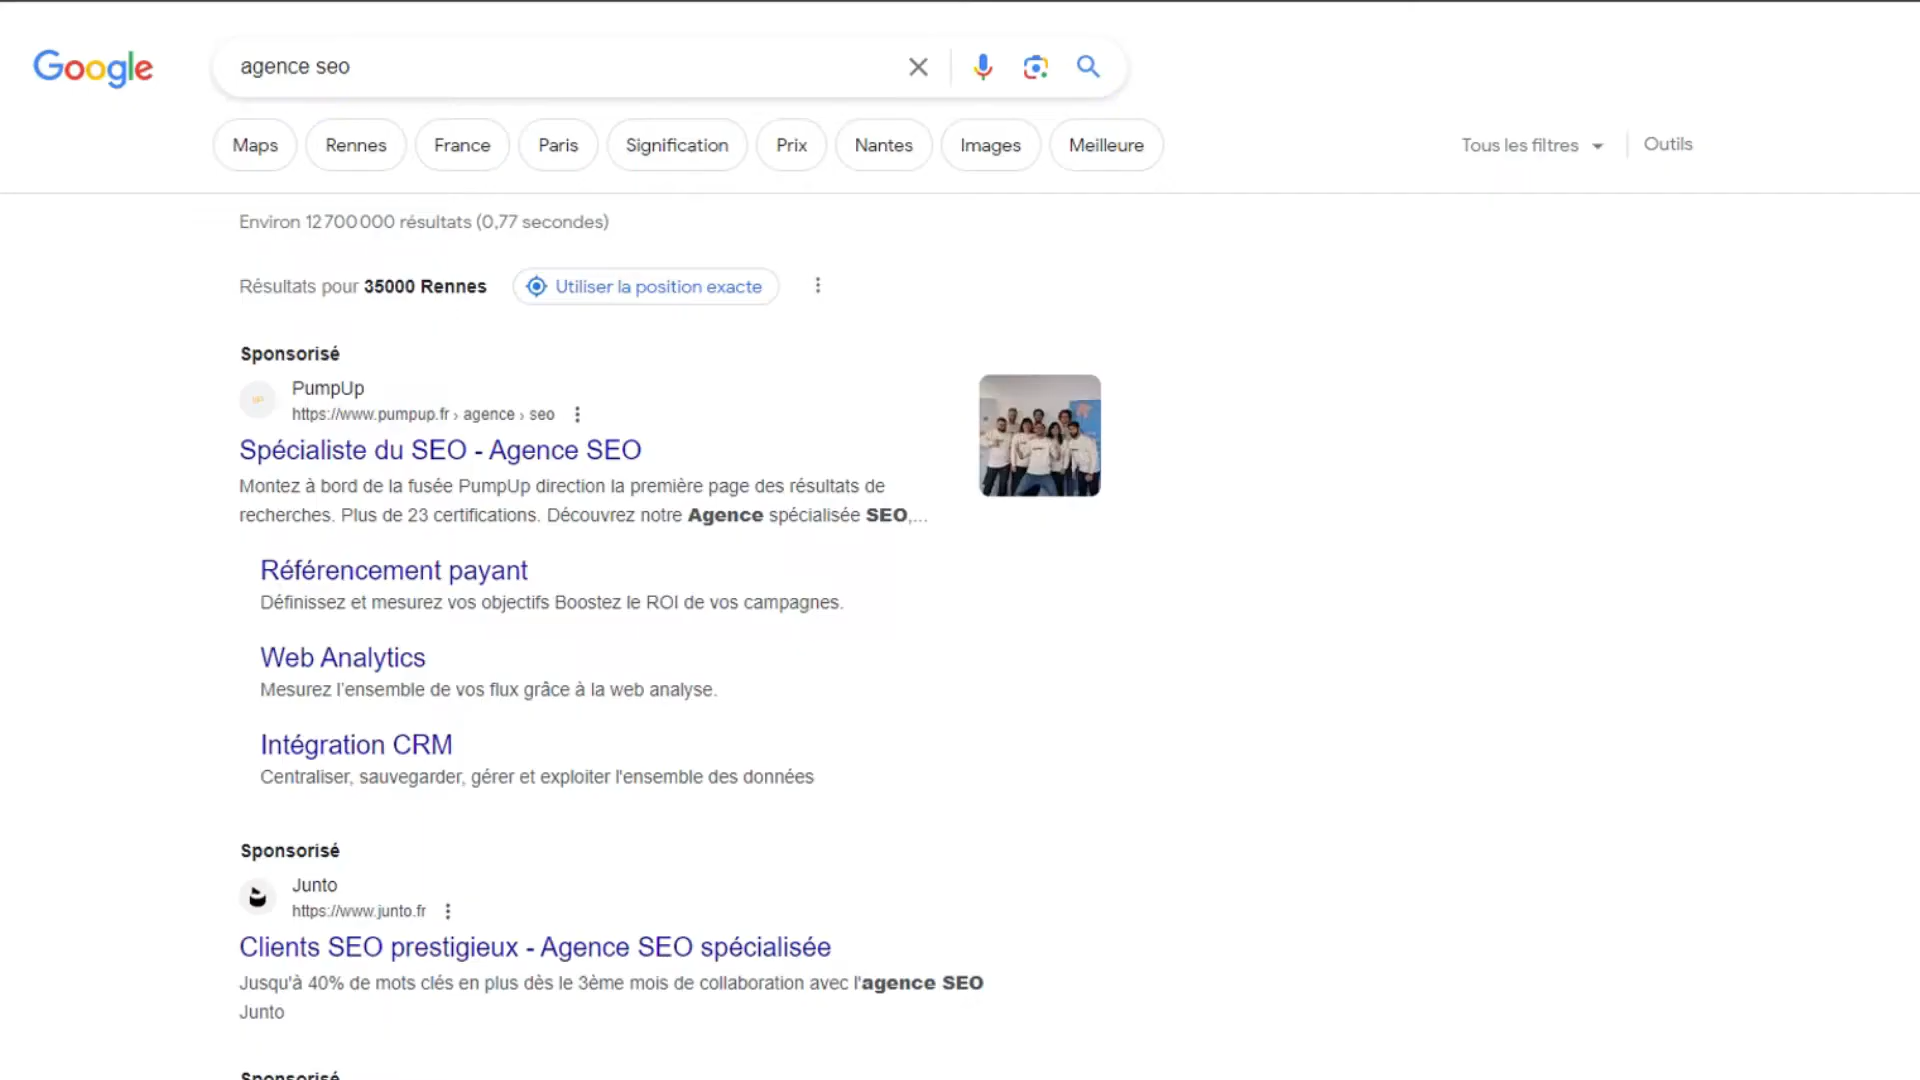 Google
agence seo
Maps
Rennes
France
Paris
Signification
Prix
Nantes
Images
Meilleure
Tous les filtres
Outils
Environ 12 700 000 résultats (0,77 secondes)
Résultats pour 35000 Rennes
Utiliser la position exacte
Sponsorisé
PumpUp
https://www.pumpup.fr › agence › seo
Spécialiste du SEO - Agence SEO
Montez à bord de la fusée PumpUp direction la première page des résultats de
recherches. Plus de 23 certifications. Découvrez notre Agence spécialisée SEO,...
Référencement payant
Définissez et mesurez vos objectifs Boostez le ROI de vos campagnes.
Web Analytics
Mesurez l'ensemble de vos flux grâce à la web analyse.
Intégration CRM
Centraliser, sauvegarder, gérer et exploiter l'ensemble des données
Sponsorisé
Junto
https://www.junto.fr
Clients SEO prestigieux - Agence SEO spécialisée
Jusqu'à 40% de mots clés en plus dès le 3ème mois de collaboration avec l'agence SEO
Junto
Sponsorisé